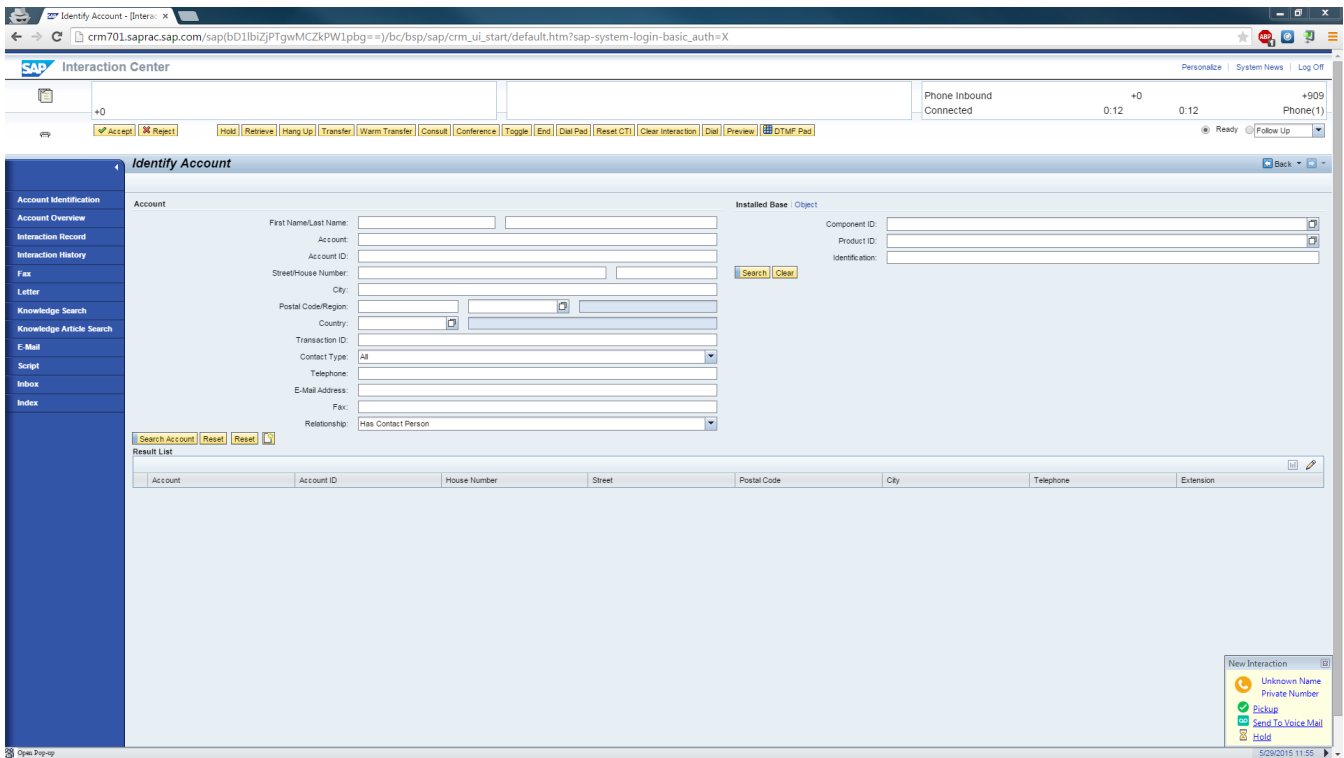 Identify Account - [Interac
crm701.saprac.sap.com/sap(bD1lbiZjPTgwMCZkPW1pbg==)/bc/bsp/sap/crm_ui_start/default.htm?sap-system-login-basic_auth=X
ABP
SAP Interaction Center
Personalize | System News | Log Off
Phone Inbound +0 +909
+0
Connected 0:12 0:12 Phone(1)
Accept Reject Hold Retrieve Hang Up Transfer Warm Transfer Consult Conference Toggle End Dial Pad Reset CTI Clear Interaction Dial Preview DTMF Pad Ready Follow Up
Identify Account Back
Account Identification
Account Overview
Interaction Record
Interaction History
Fax
Letter
Knowledge Search
Knowledge Article Search
E-Mail
Script
Inbox
Index
Account
First Name/Last Name:
Account:
Account ID:
Street/House Number:
City:
Postal Code/Region:
Country:
Transaction ID:
Contact Type: All
Telephone:
E-Mail Address:
Fax:
Relationship: Has Contact Person
Search Account Reset Reset
Installed Base | Object
Component ID:
Product ID:
Identification:
Search Clear
Result List
Account Account ID House Number Street Postal Code City Telephone Extension
New Interaction
Unknown Name
Private Number
Pickup
Send To Voice Mail
Hold
Open Pop-up
5/29/2015 11:55